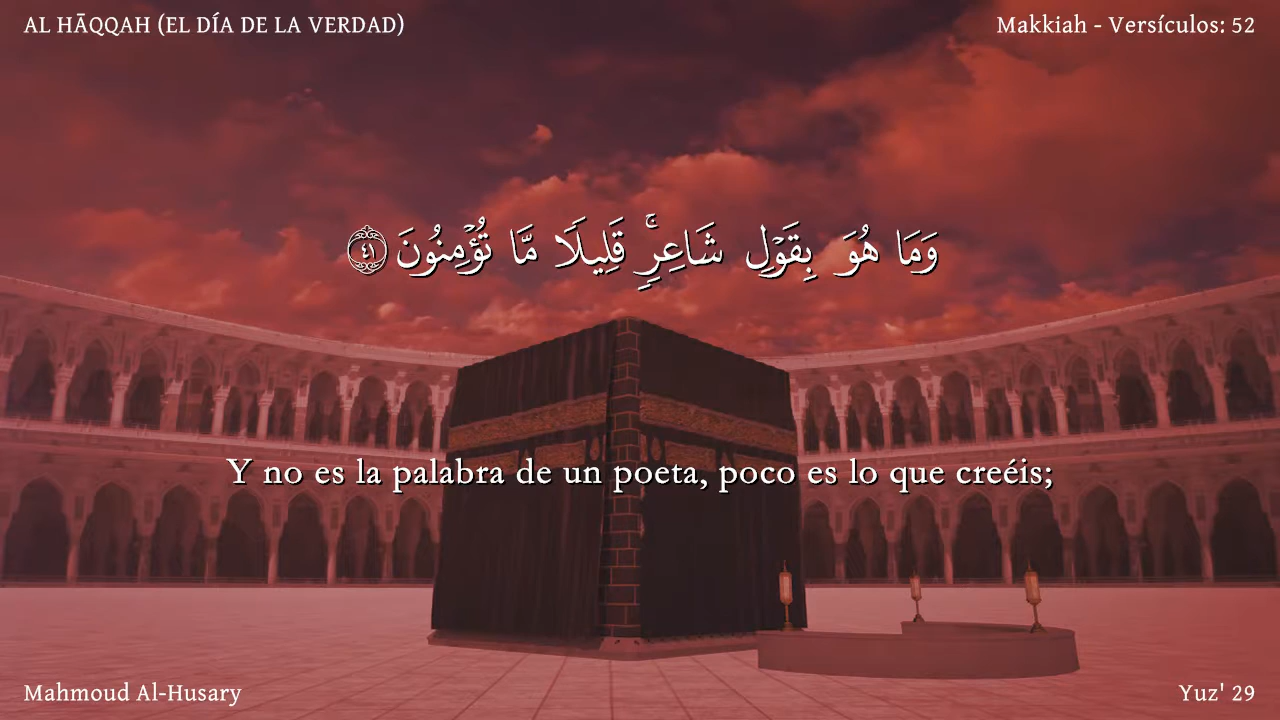 AL HĀQQAH (EL DÍA DE LA VERDAD)
Makkiah - Versículos: 52
وَمَا هُوَ بِقَوْلِ شَاعِرٍۚ قَلِيلًا مَّا تُؤْمِنُونَ ٤١
Y no es la palabra de un poeta, poco es lo que creéis;
Mahmoud Al-Husary
Yuz' 29